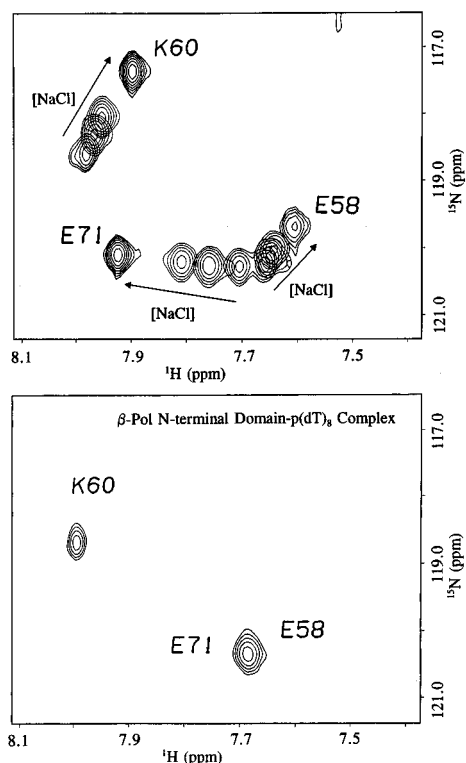 K60
[NaCl]
E58
E71
[NaCl]
[NaCl]
117.0
119.0
121.0
¹⁵N (ppm)
8.1 7.9 7.7 7.5
¹H (ppm)
β-Pol N-terminal Domain-p(dT)₈ Complex
K60
E71 E58
117.0
119.0
121.0
¹⁵N (ppm)
8.1 7.9 7.7 7.5
¹H (ppm)